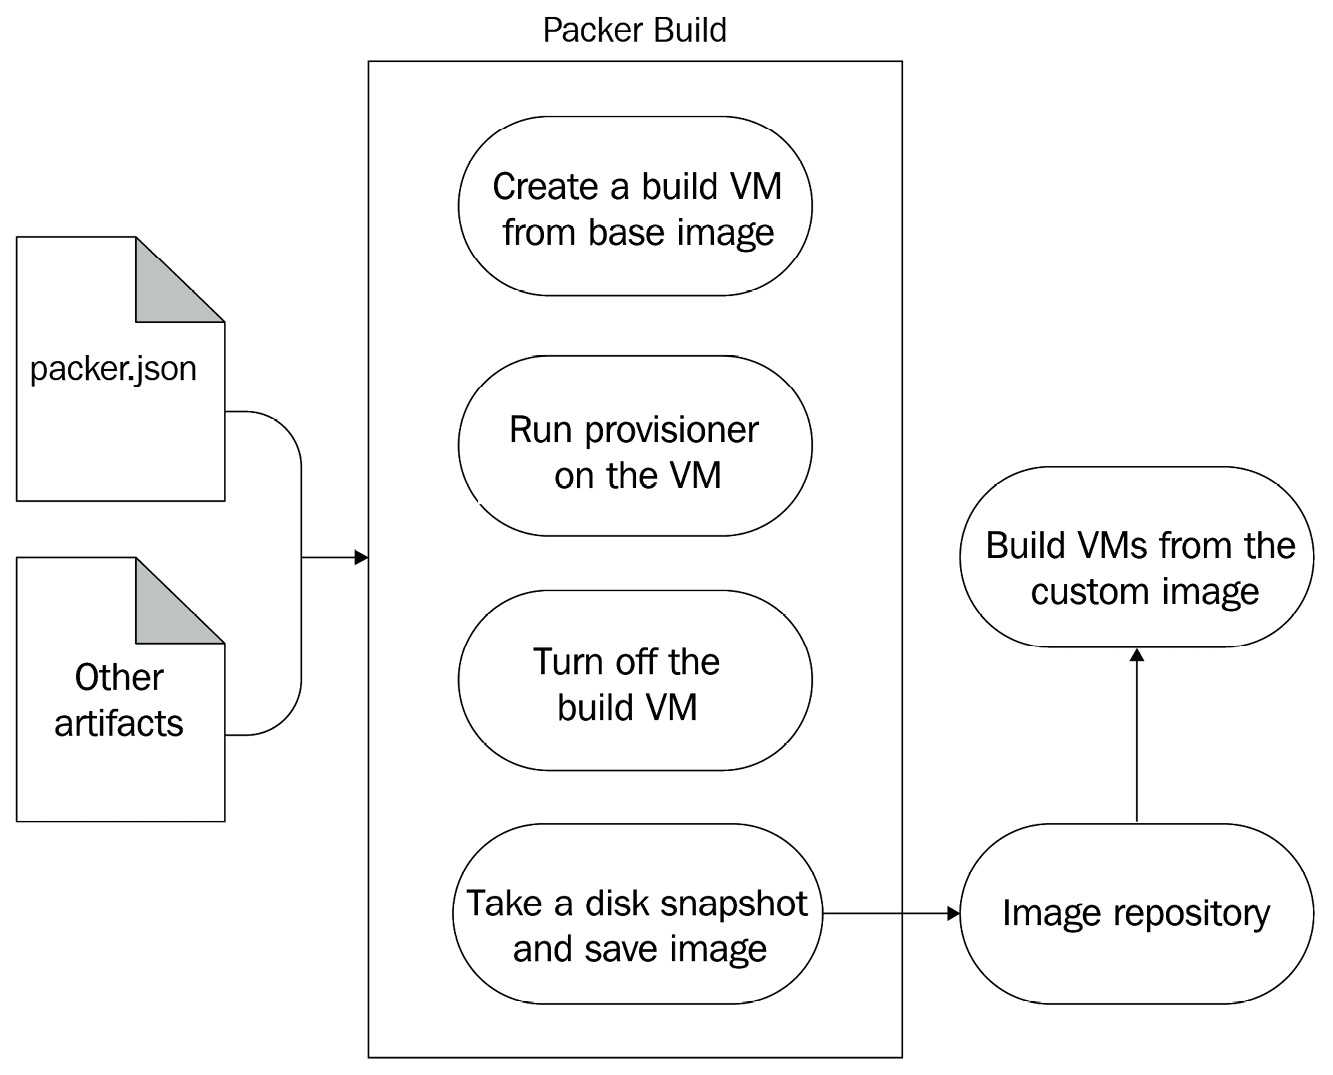 Packer Build
packer.json
Other
artifacts
Create a build VM
from base image
Run provisioner
on the VM
Turn off the
build VM
Take a disk snapshot
and save image
Image repository
Build VMs from the
custom image